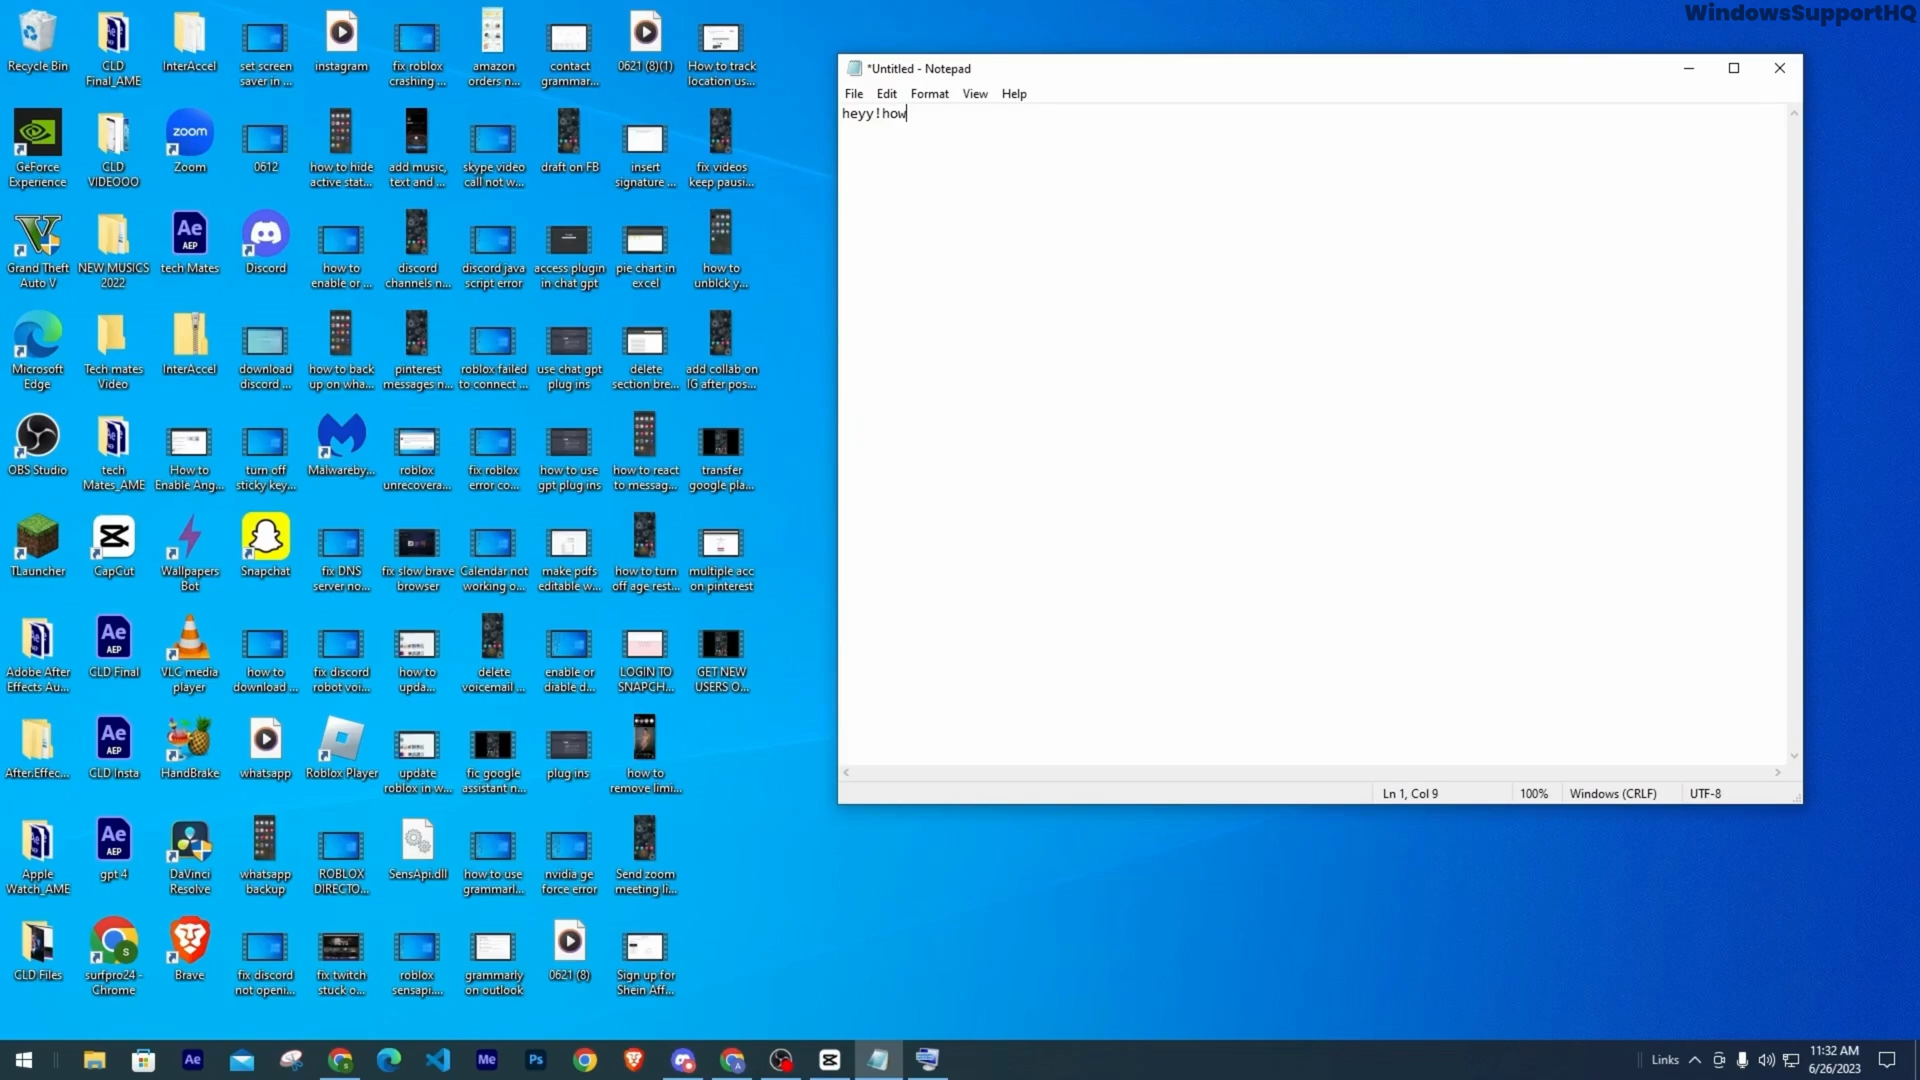 WindowsSupportHQ
Recycle Bin
CLD Final_AME
InterAccel
set screen saver in ...
instagram
fix roblox crashing ...
amazon orders n...
contact grammar...
0621 (8)(1)
How to track location us...
GeForce Experience
CLD VIDEOOO
Zoom
0612
how to hide active stat...
add music, text and ...
skype video call not w...
draft on FB
insert signature ...
fix videos keep pausi...
Grand Theft Auto V
NEW MUSICS 2022
tech Mates
Discord
how to enable or ...
discord channels n...
discord java script error
access plugin in chat gpt
pie chart in excel
how to unblck y...
Microsoft Edge
Tech mates Video
InterAccel
download discord ...
how to back up on wha...
pinterest messages n...
roblox failed to connect ...
use chat gpt plug ins
delete section bre...
add collab on IG after pos...
OBS Studio
tech Mates_AME
How to Enable Ang...
turn off sticky key...
Malwareby...
roblox unrecovera...
fix roblox error co...
how to use gpt plug ins
how to react to messag...
transfer google pla...
TLauncher
CapCut
Wallpapers Bot
Snapchat
fix DNS server no...
fix slow brave browser
Calendar not working o...
make pdfs editable w...
how to turn off age rest...
multiple acc on pinterest
Adobe After Effects Au...
CLD Final
VLC media player
how to download ...
fix discord robot voi...
how to upda...
delete voicemail ...
enable or diable d...
LOGIN TO SNAPCH...
GET NEW USERS O...
After.Effec...
CLD Insta
HandBrake
whatsapp
Roblox Player
update roblox in w...
fic google assistant n...
plug ins
how to remove limi...
Apple Watch_AME
gpt 4
DaVinci Resolve
whatsapp backup
ROBLOX DIRECTO...
SensApi.dll
how to use grammarl...
nvidia ge force error
Send zoom meeting li...
CLD Files
surfpro24 - Chrome
Brave
fix discord not openi...
fix twitch stuck o...
roblox sensapi....
grammarly on outlook
0621 (8)
Sign up for Shein Aff...
*Untitled - Notepad
File Edit Format View Help
heyy!how
Ln 1, Col 9 100% Windows (CRLF) UTF-8
Links
11:32 AM
6/26/2023